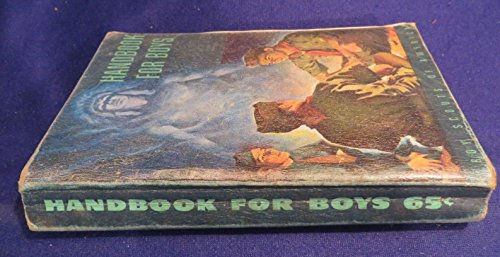 HANDBOOK
FOR BOYS
BOY SCOUTS OF AMERICA
HANDBOOK FOR BOYS 65¢